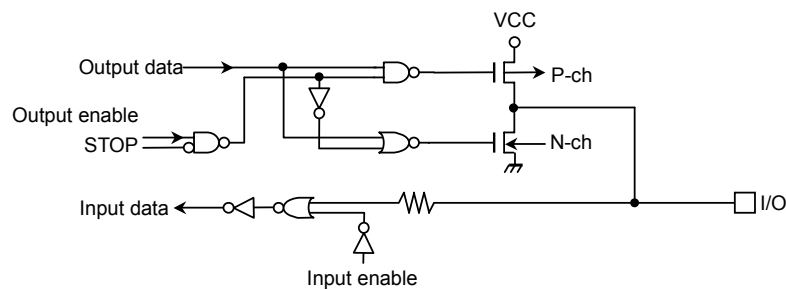 VCC
Output data
P-ch
Output enable
STOP
N-ch
Input data
I/O
Input enable